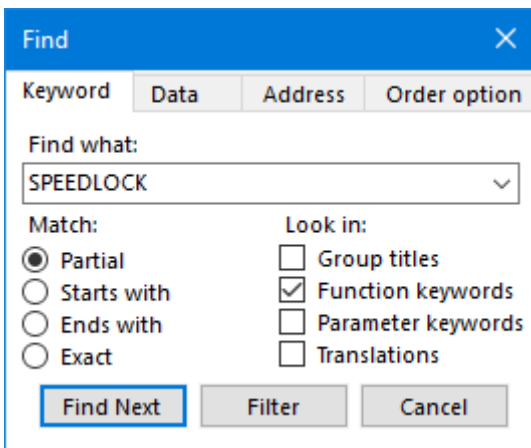 Find
Keyword Data Address Order option
Find what:
SPEEDLOCK
Match: Look in:
Partial Group titles
Starts with Function keywords
Ends with Parameter keywords
Exact Translations
Find Next Filter Cancel